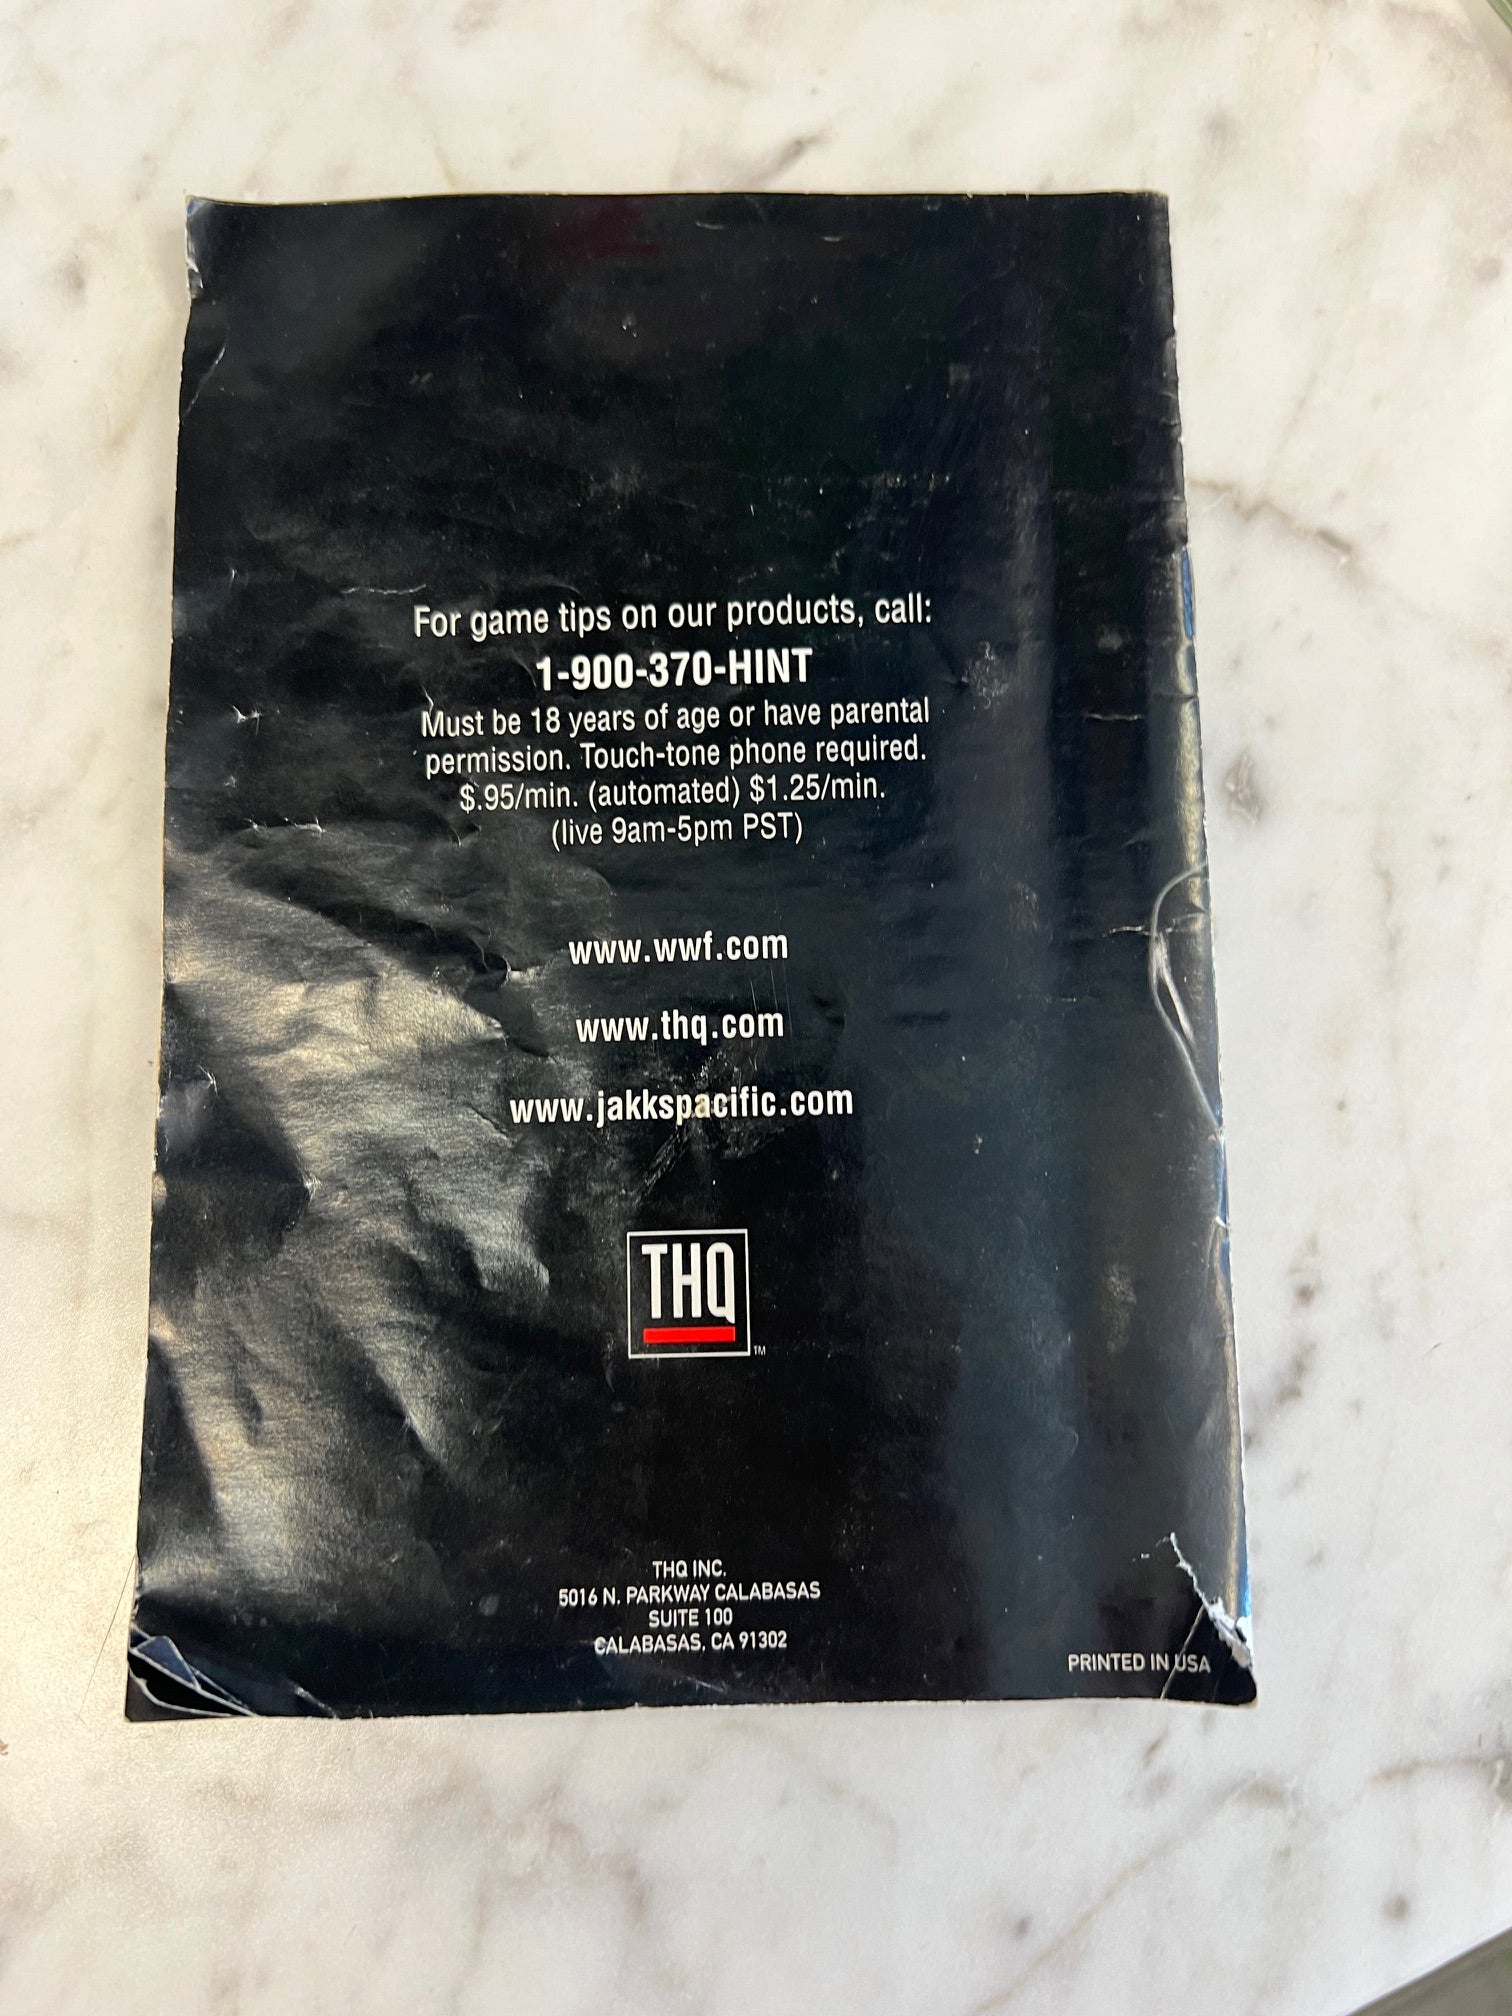 For game tips on our products, call:
1-900-370-HINT
Must be 18 years of age or have parental
permission. Touch-tone phone required.
$.95/min. (automated) $1.25/min.
(live 9am-5pm PST)
www.wwf.com
www.thq.com
www.jakkspacific.com
THQ
TM
THQ INC.
5016 N. PARKWAY CALABASAS
SUITE 100
CALABASAS, CA 91302
PRINTED IN USA